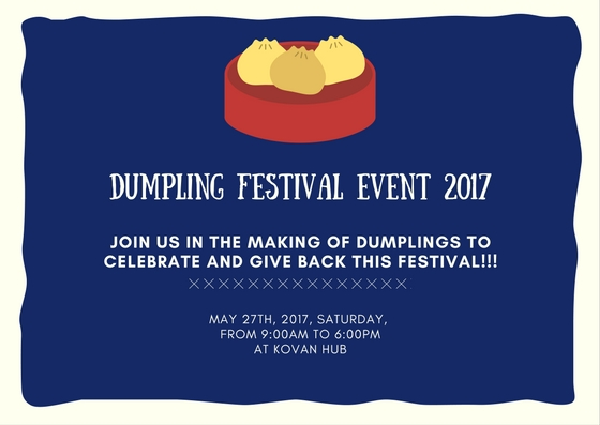 DUMPLING FESTIVAL EVENT 2017
JOIN US IN THE MAKING OF DUMPLINGS TO
CELEBRATE AND GIVE BACK THIS FESTIVAL!!!
XXXXXXXXXXXXXXX
MAY 27TH, 2017, SATURDAY,
FROM 9:00AM TO 6:00PM
AT KOVAN HUB